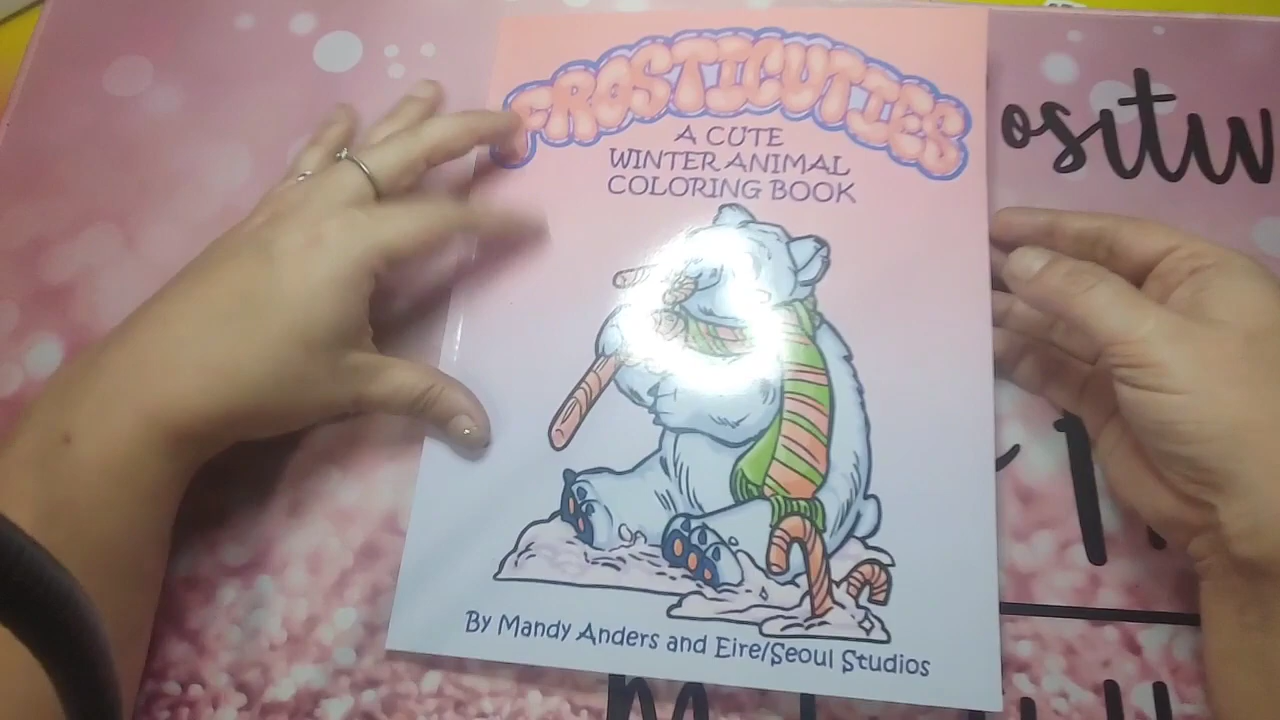 FROSTICUTIES
A CUTE
WINTER ANIMAL
COLORING BOOK
By Mandy Anders and Eire/Seoul Studios
ositiv